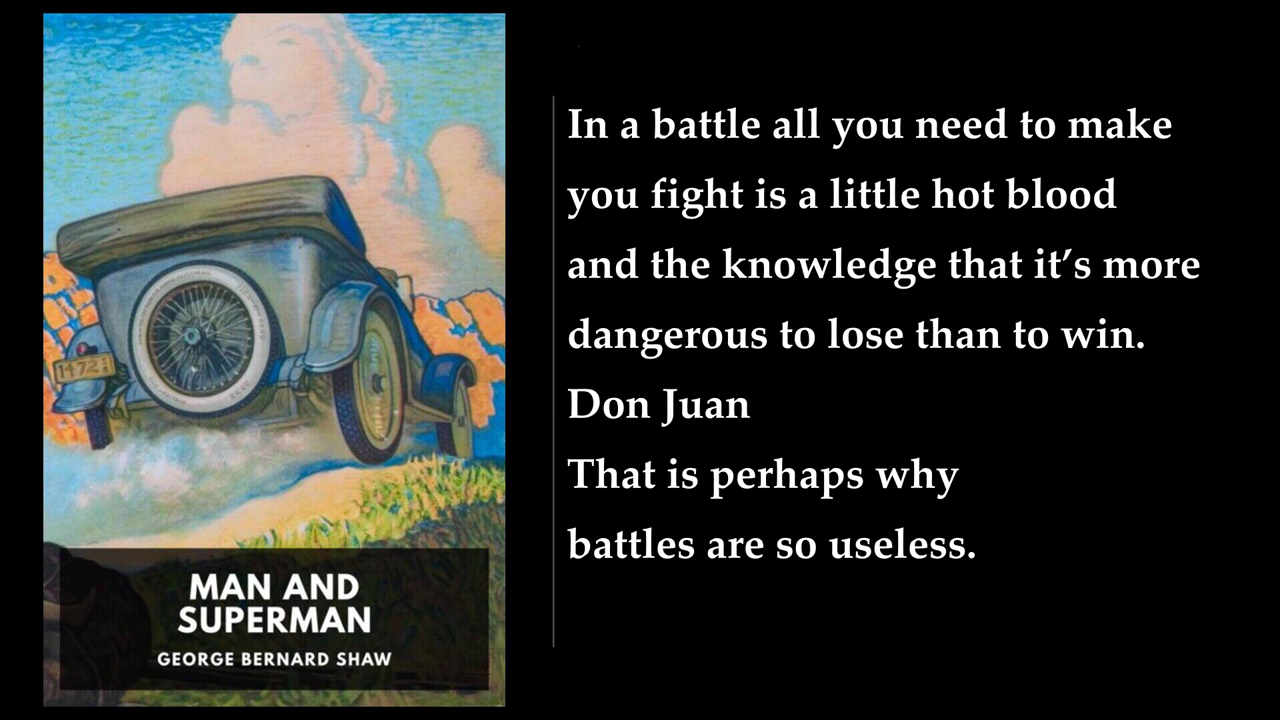 In a battle all you need to make
you fight is a little hot blood
and the knowledge that it’s more
dangerous to lose than to win.
Don Juan
That is perhaps why
battles are so useless.
1472
MAN AND
SUPERMAN
GEORGE BERNARD SHAW